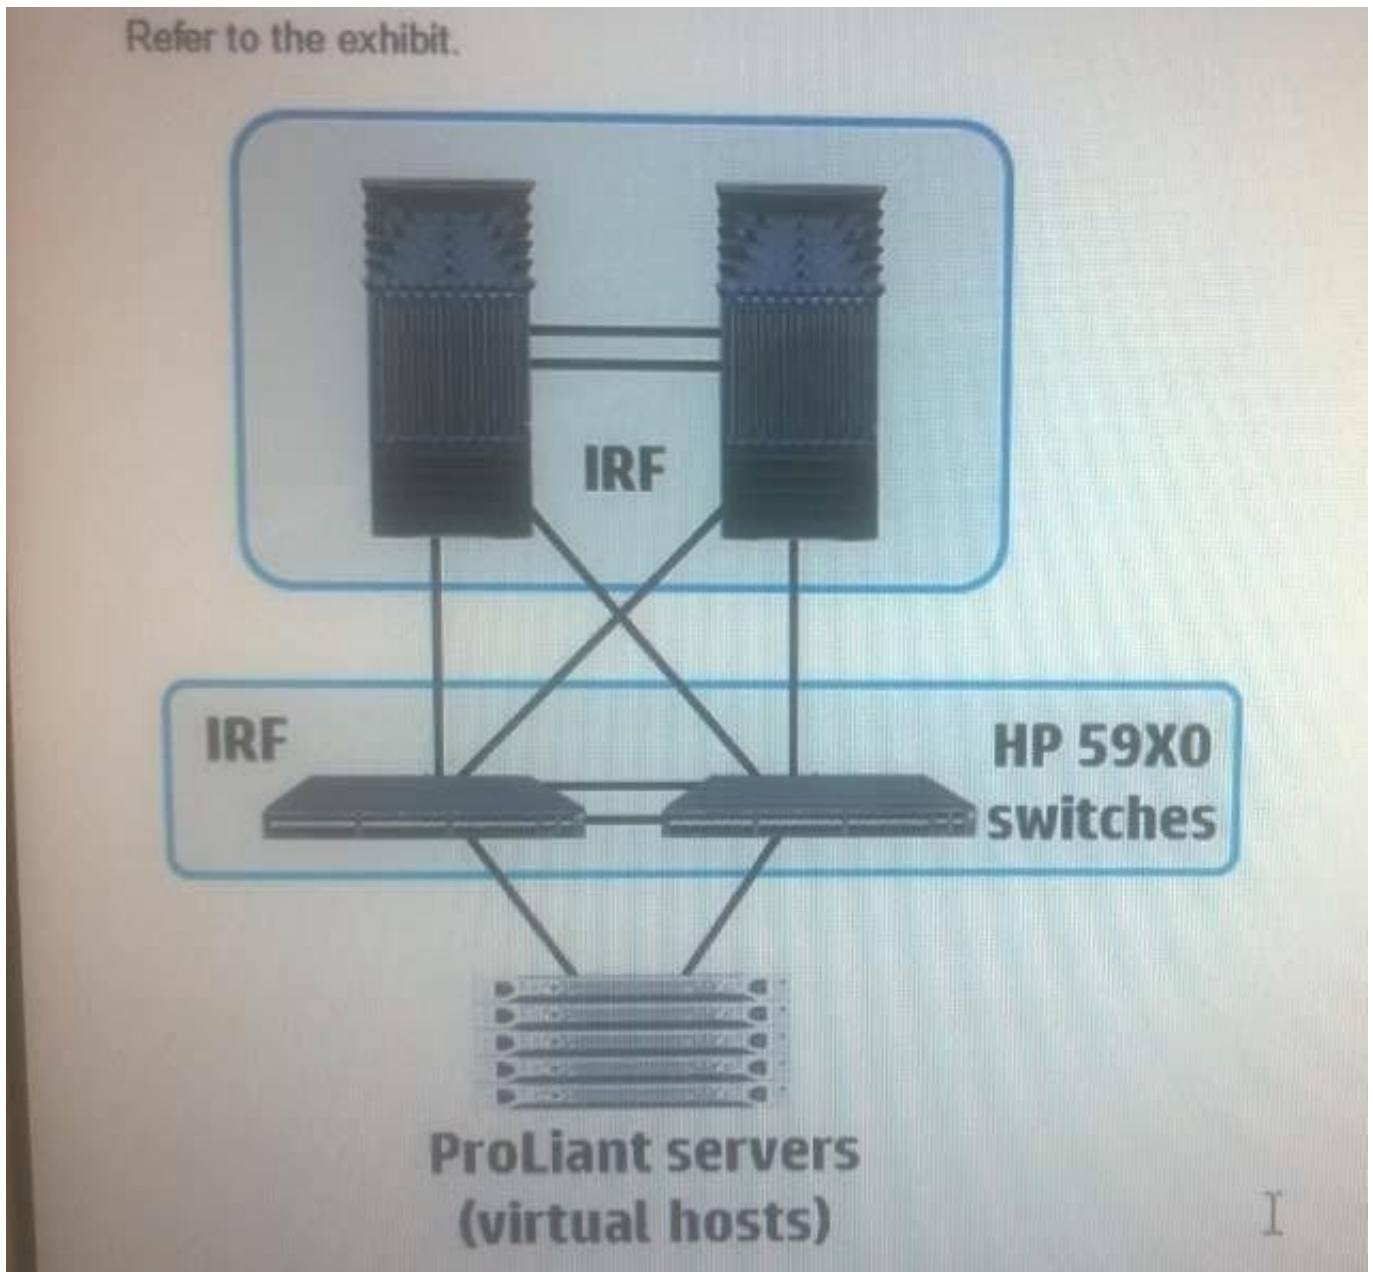 Refer to the exhibit.
IRF
IRF
HP 59X0
switches
ProLiant servers
(virtual hosts)